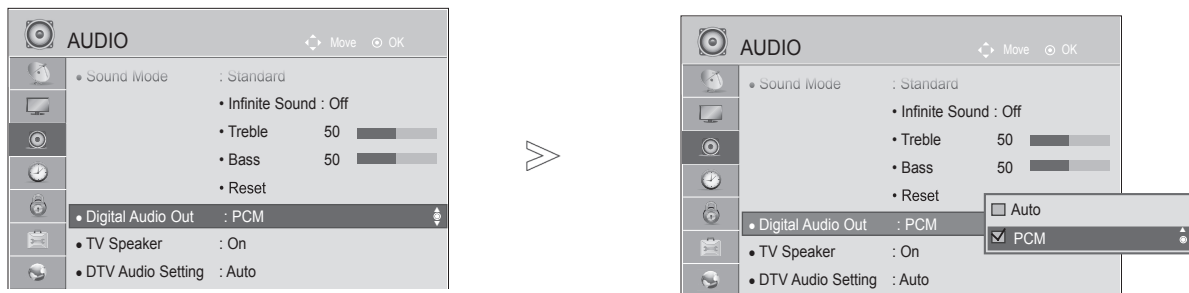 AUDIO
Move OK
• Sound Mode : Standard
• Infinite Sound : Off
• Treble 50
• Bass 50
• Reset
• Digital Audio Out : PCM
• TV Speaker : On
• DTV Audio Setting : Auto
AUDIO
Move OK
• Sound Mode : Standard
• Infinite Sound : Off
• Treble 50
• Bass 50
• Reset
• Digital Audio Out : PCM
• TV Speaker : On
• DTV Audio Setting : Auto
Auto
PCM